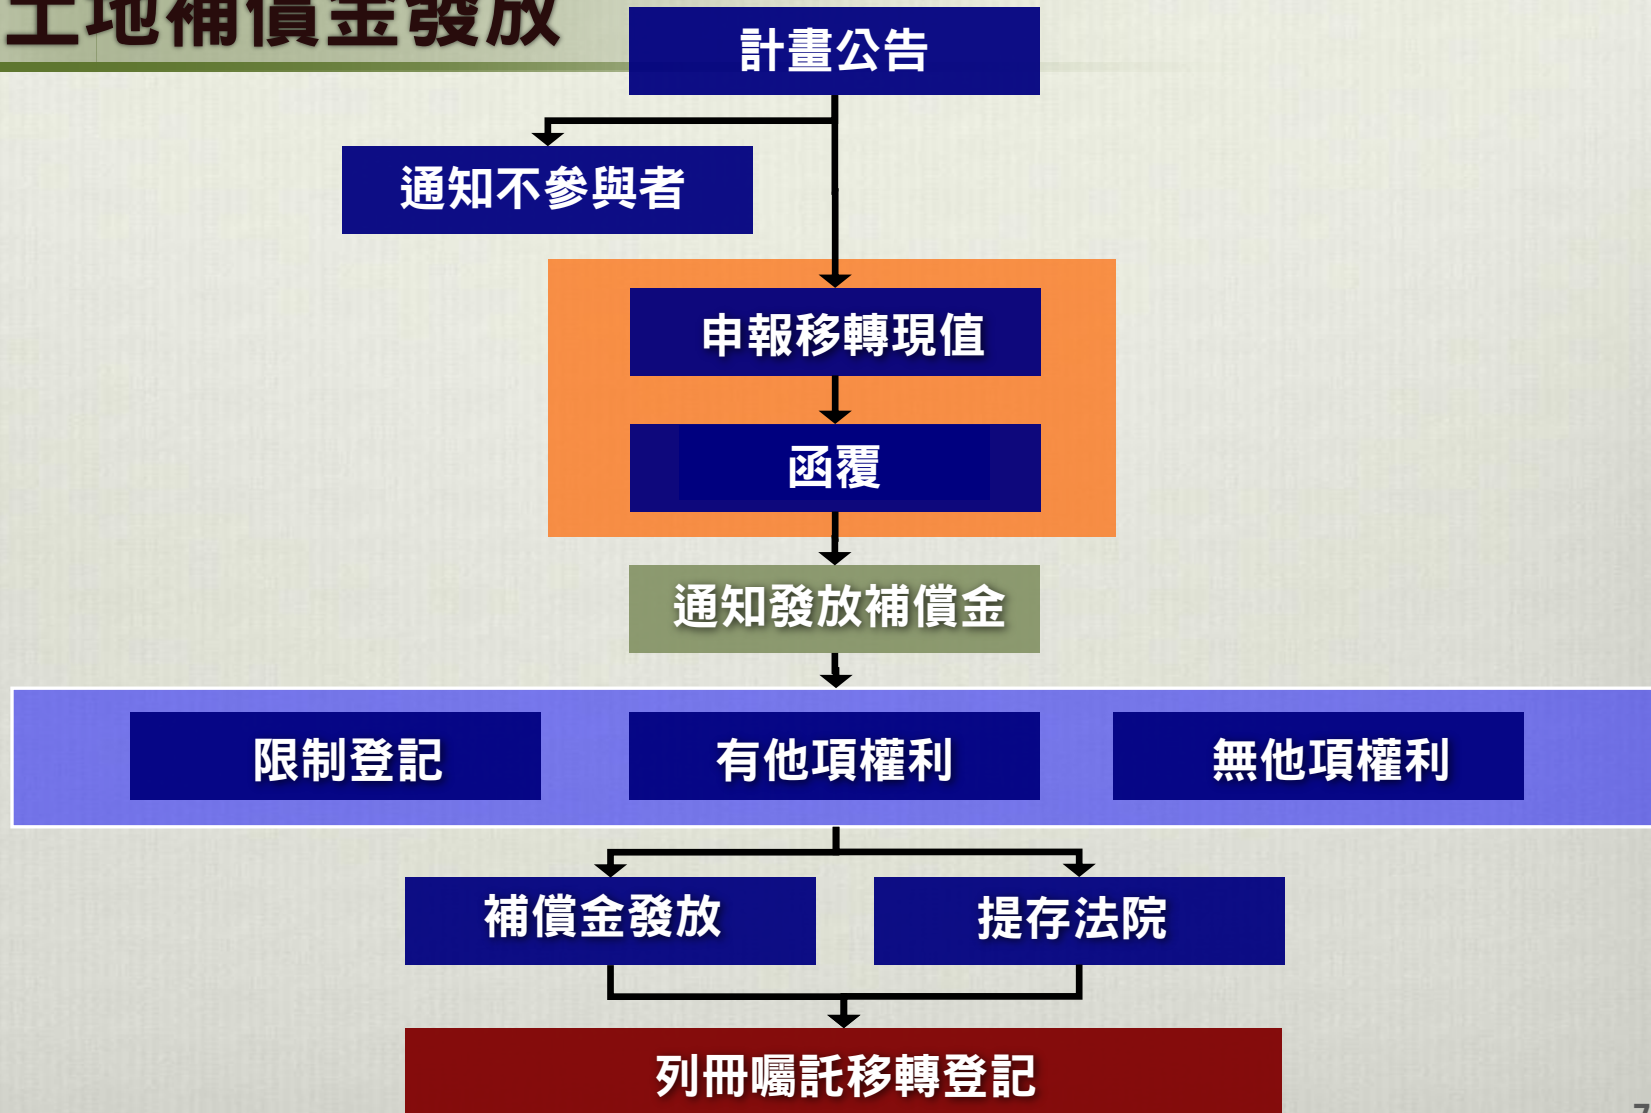 土地補償金發放
計畫公告
通知不參與者
申報移轉現值
函覆
通知發放補償金
限制登記
有他項權利
無他項權利
補償金發放
提存法院
列冊囑託移轉登記
7